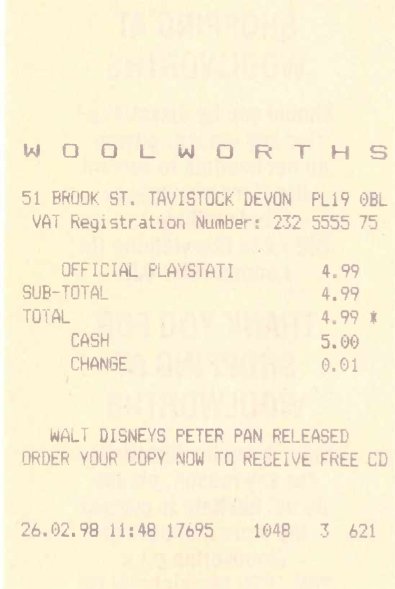 WOOLWORTHS
51 BROOK ST. TAVISTOCK DEVON PL19 0BL
VAT Registration Number: 232 5555 75
OFFICIAL PLAYSTATI 4.99
SUB-TOTAL 4.99
TOTAL 4.99 *
CASH 5.00
CHANGE 0.01
WALT DISNEYS PETER PAN RELEASED
ORDER YOUR COPY NOW TO RECEIVE FREE CD
26.02.98 11:48 17695 1048 3 621